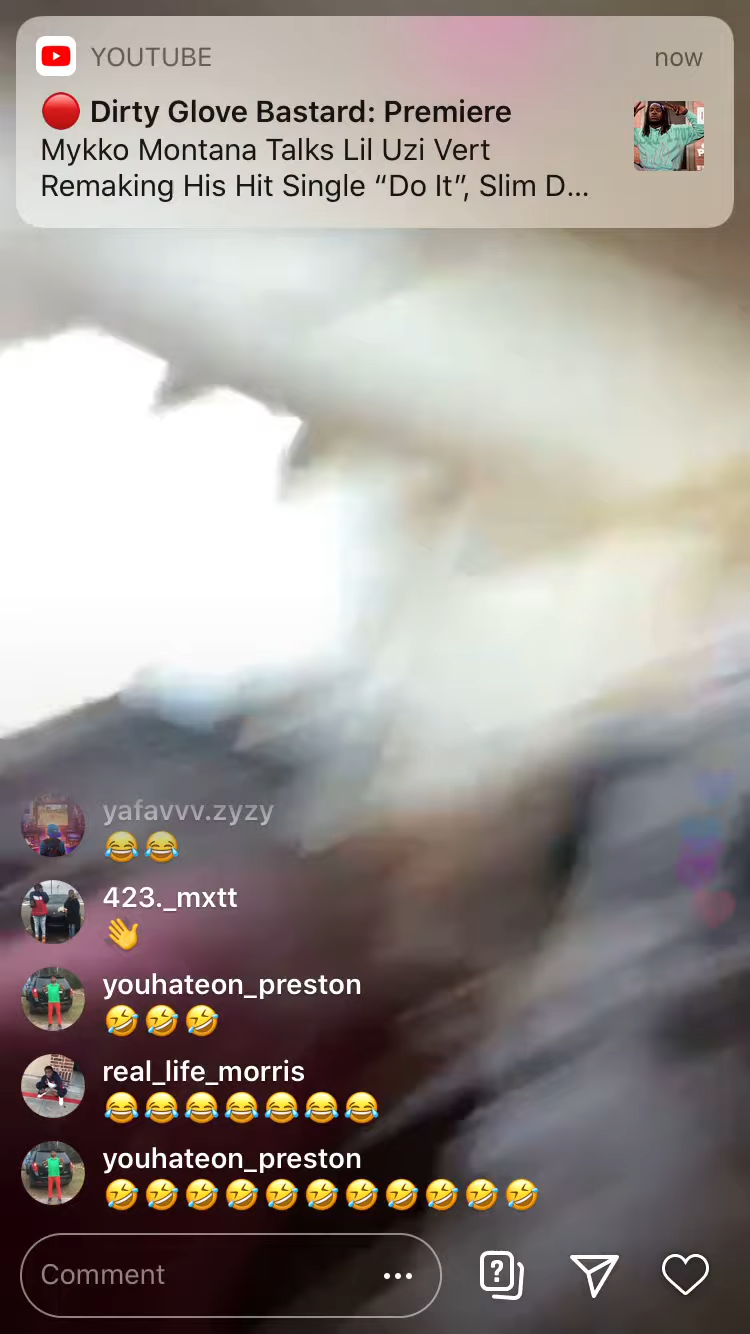 YOUTUBE
now
🔴 Dirty Glove Bastard: Premiere
Mykko Montana Talks Lil Uzi Vert
Remaking His Hit Single “Do It”, Slim D...
yafavvv.zyzy
😂😂
423._mxtt
👋
youhateon_preston
🤣🤣🤣
real_life_morris
😂😂😂😂😂😂😂
youhateon_preston
🤣🤣🤣🤣🤣🤣🤣🤣🤣🤣🤣
Comment